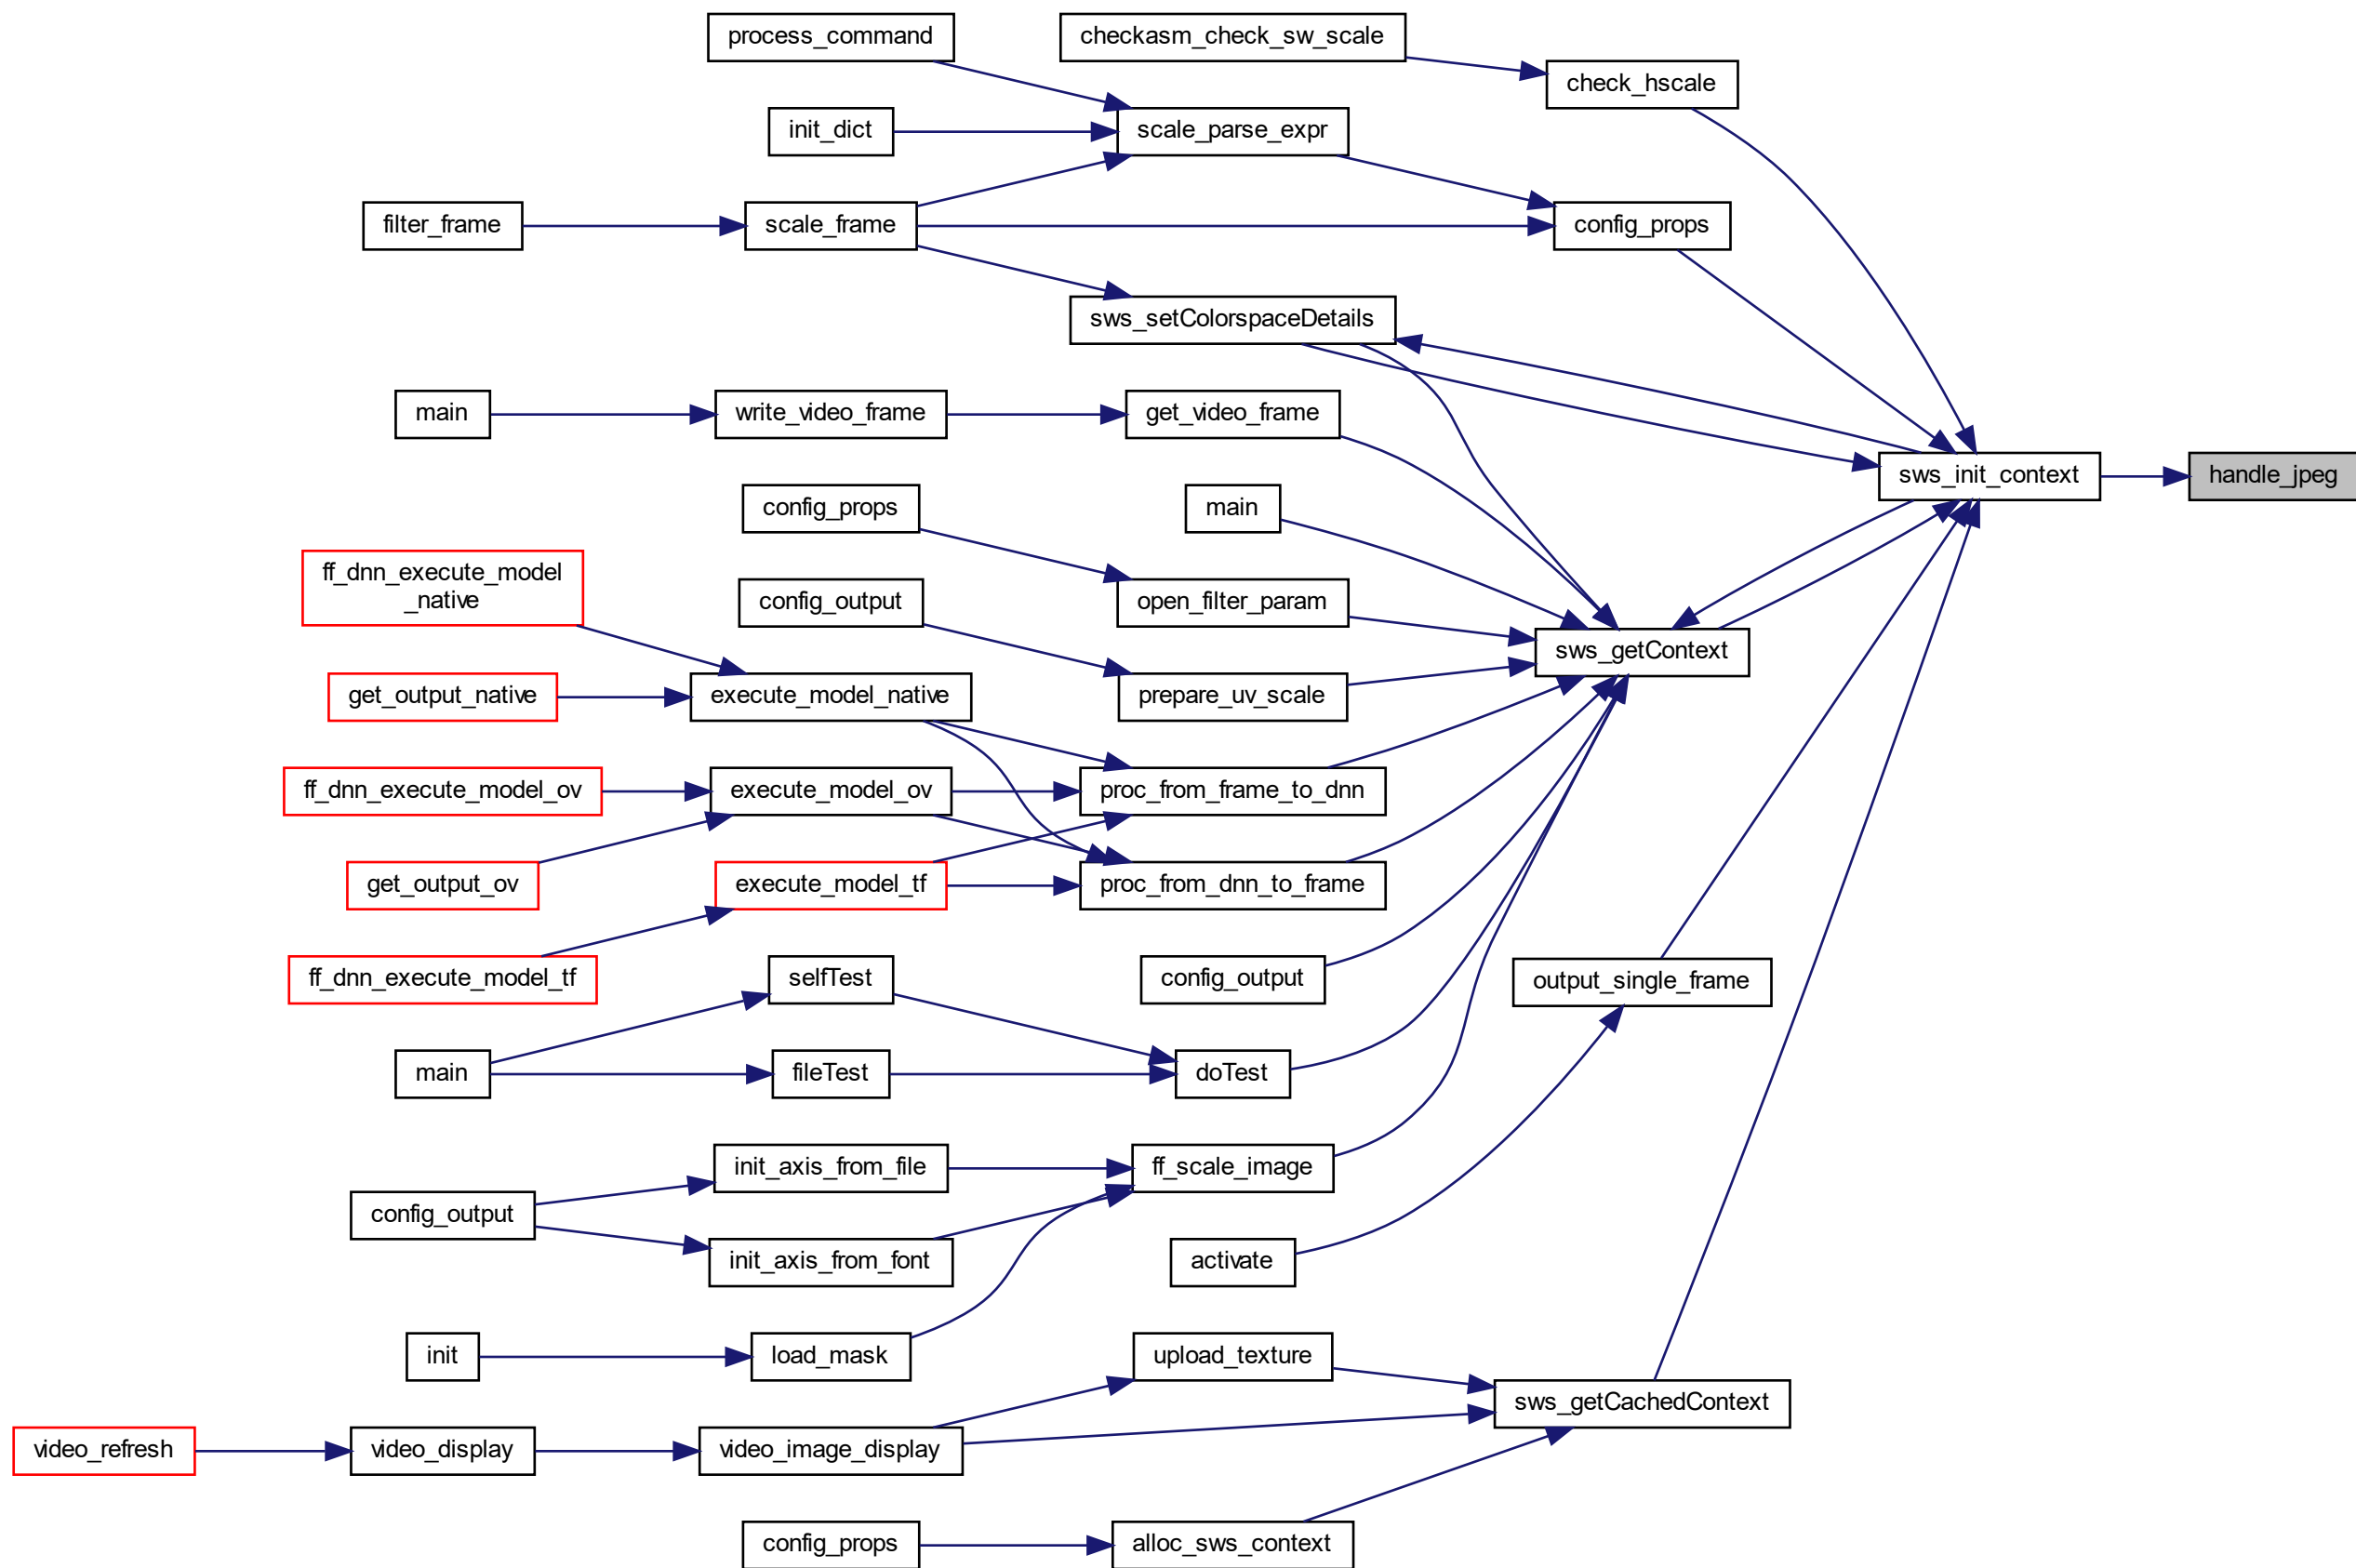 process_command
checkasm_check_sw_scale
check_hscale
init_dict
scale_parse_expr
filter_frame
scale_frame
config_props
sws_setColorspaceDetails
main
write_video_frame
get_video_frame
sws_init_context
handle_jpeg
config_props
main
ff_dnn_execute_model
_native
config_output
open_filter_param
sws_getContext
get_output_native
execute_model_native
prepare_uv_scale
ff_dnn_execute_model_ov
execute_model_ov
proc_from_frame_to_dnn
get_output_ov
execute_model_tf
proc_from_dnn_to_frame
ff_dnn_execute_model_tf
selfTest
config_output
output_single_frame
main
fileTest
doTest
init_axis_from_file
ff_scale_image
config_output
init_axis_from_font
activate
init
load_mask
upload_texture
sws_getCachedContext
video_refresh
video_display
video_image_display
config_props
alloc_sws_context